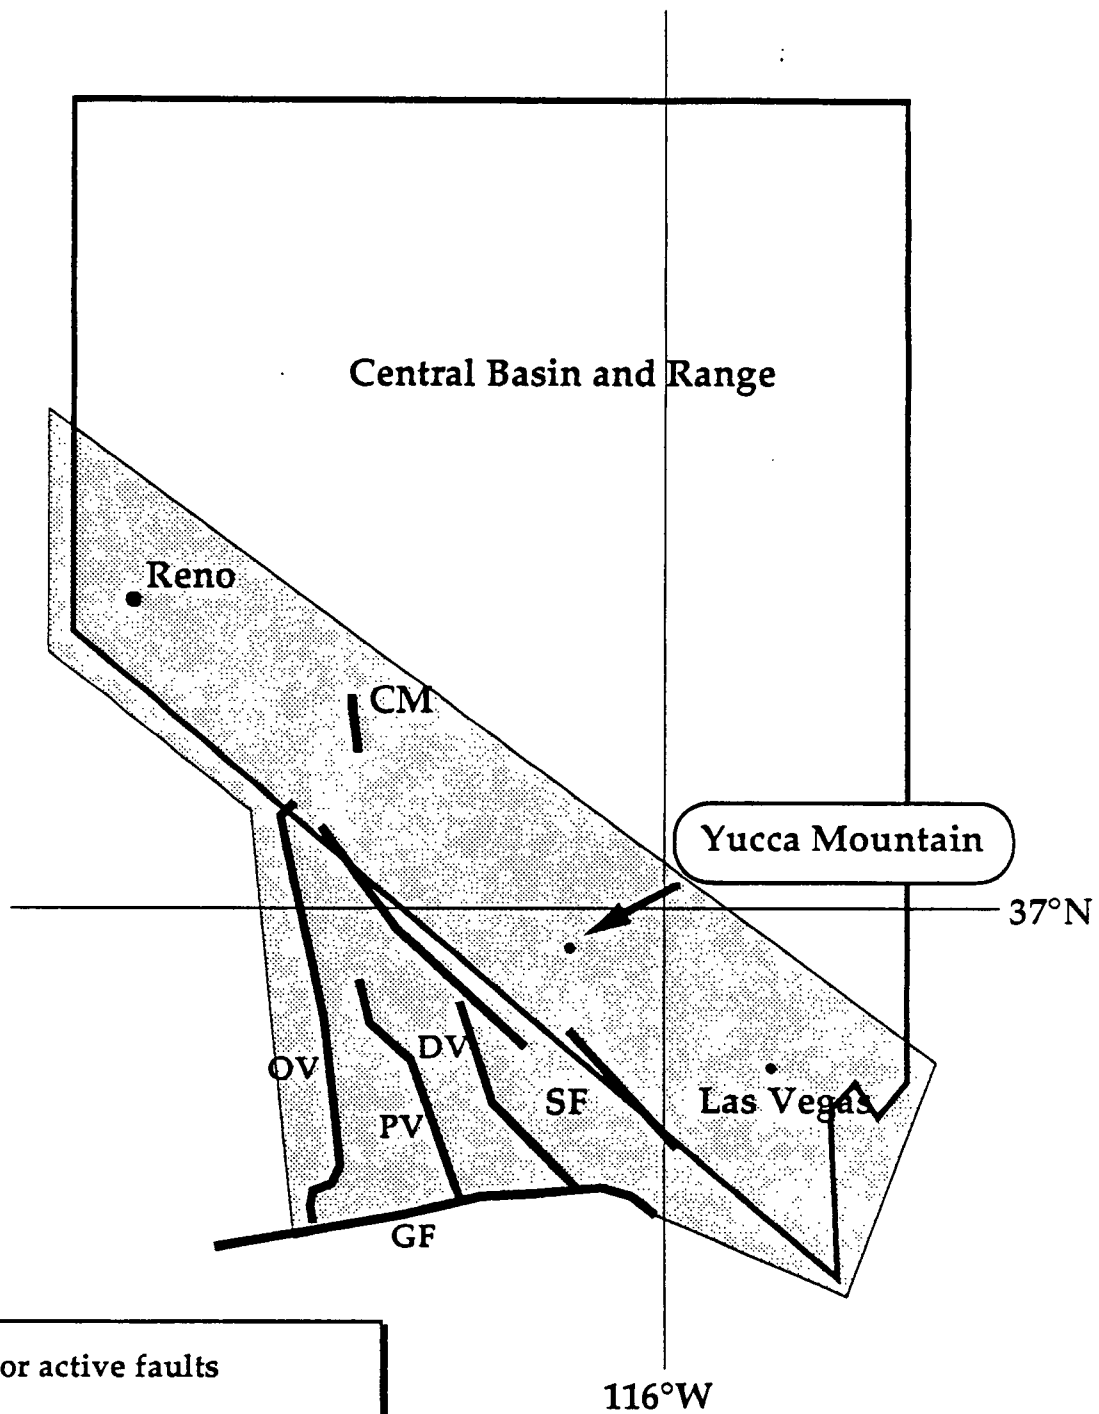 Central Basin and Range
Reno
CM
Yucca Mountain
37°N
OV
DV
PV
SF
Las Vegas
GF
or active faults
116°W